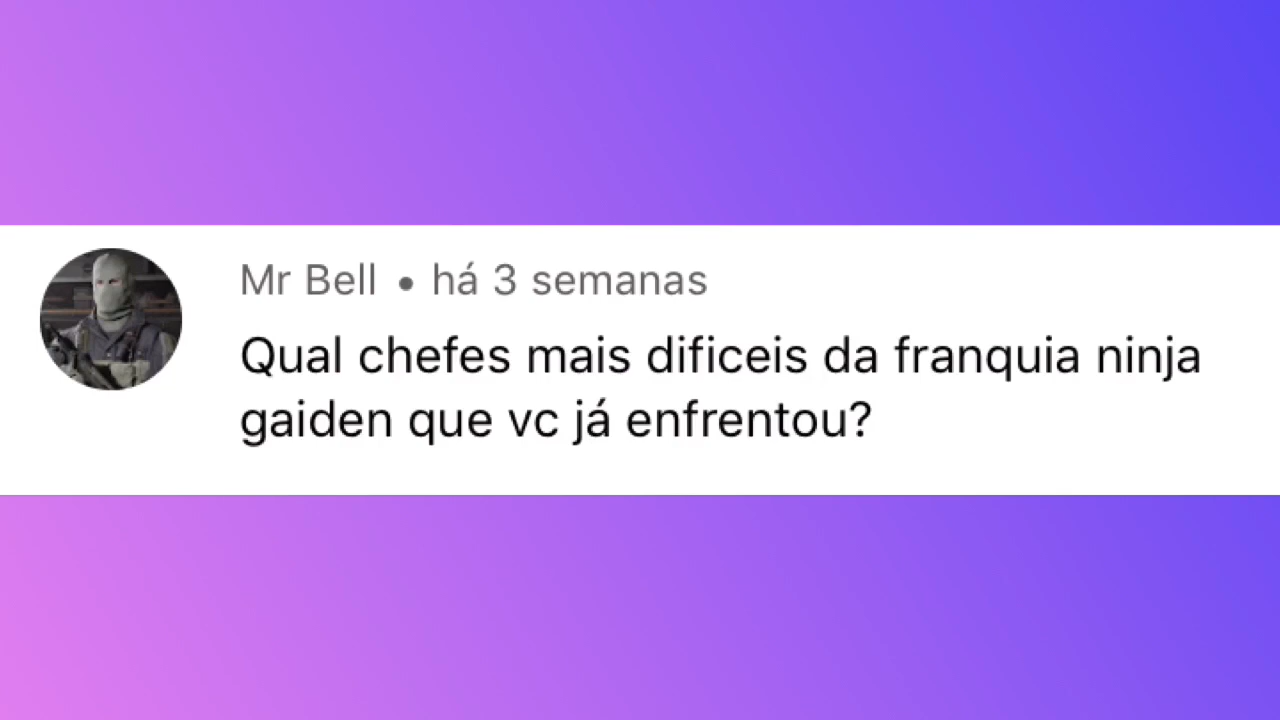 Mr Bell • há 3 semanas
Qual chefes mais dificeis da franquia ninja
gaiden que vc já enfrentou?